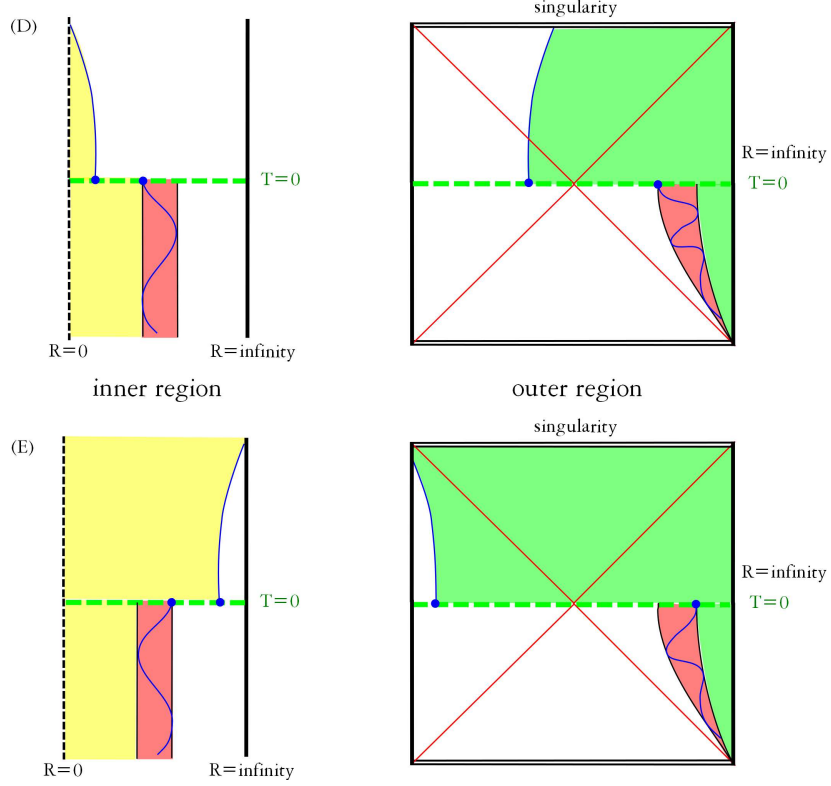 (D)
singularity
T=0
R=infinity
T=0
R=0
R=infinity
inner region
outer region
(E)
singularity
T=0
R=infinity
T=0
R=0
R=infinity